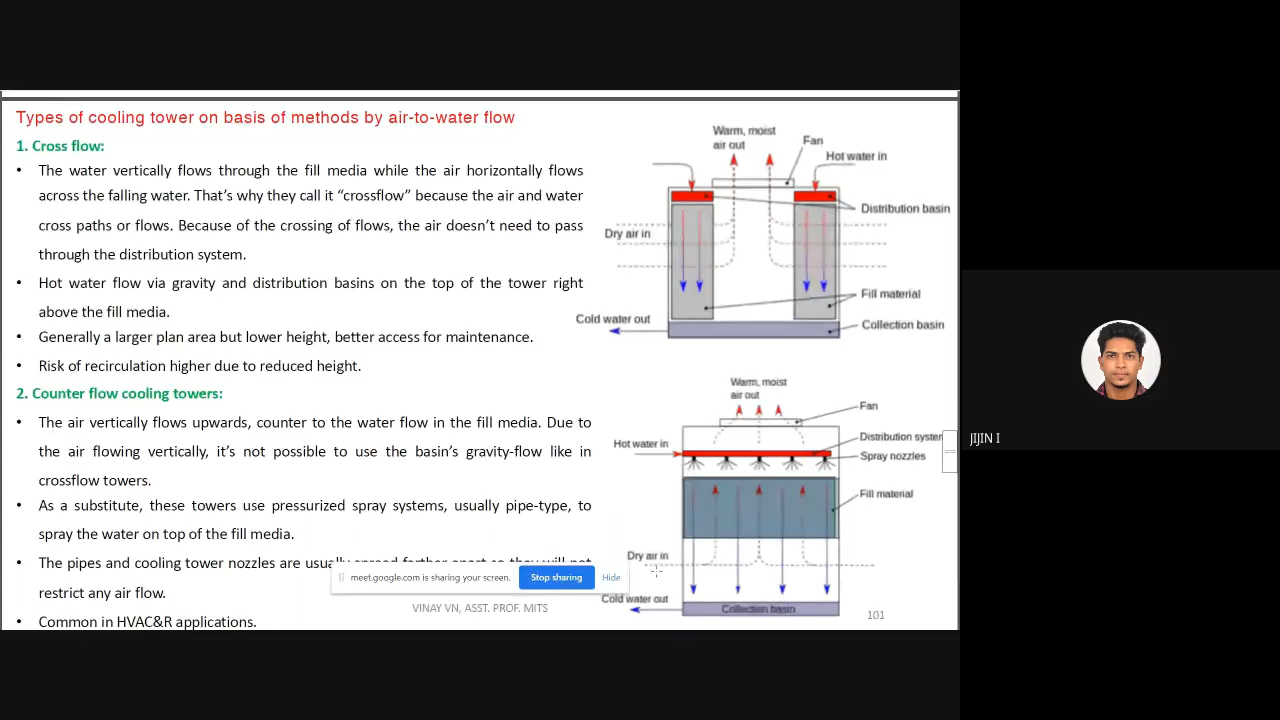 Types of cooling tower on basis of methods by air-to-water flow
1. Cross flow:
• The water vertically flows through the fill media while the air horizontally flows
across the falling water. That’s why they call it “crossflow” because the air and water
cross paths or flows. Because of the crossing of flows, the air doesn’t need to pass
through the distribution system.
• Hot water flow via gravity and distribution basins on the top of the tower right
above the fill media.
• Generally a larger plan area but lower height, better access for maintenance.
• Risk of recirculation higher due to reduced height.
2. Counter flow cooling towers:
• The air vertically flows upwards, counter to the water flow in the fill media. Due to
the air flowing vertically, it’s not possible to use the basin’s gravity-flow like in
crossflow towers.
• As a substitute, these towers use pressurized spray systems, usually pipe-type, to
spray the water on top of the fill media.
• The pipes and cooling tower nozzles are usually spread farther apart so they will not
restrict any air flow.
• Common in HVAC&R applications.
Warm, moist
air out
Fan
Hot water in
Distribution basin
Dry air in
Fill material
Cold water out
Collection basin
Warm, moist
air out
Fan
Hot water in
Distribution system
Spray nozzles
Fill material
Dry air in
Cold water out
Collection basin
meet.google.com is sharing your screen.
Stop sharing
Hide
VINAY VN, ASST. PROF. MITS
101
JIJIN I